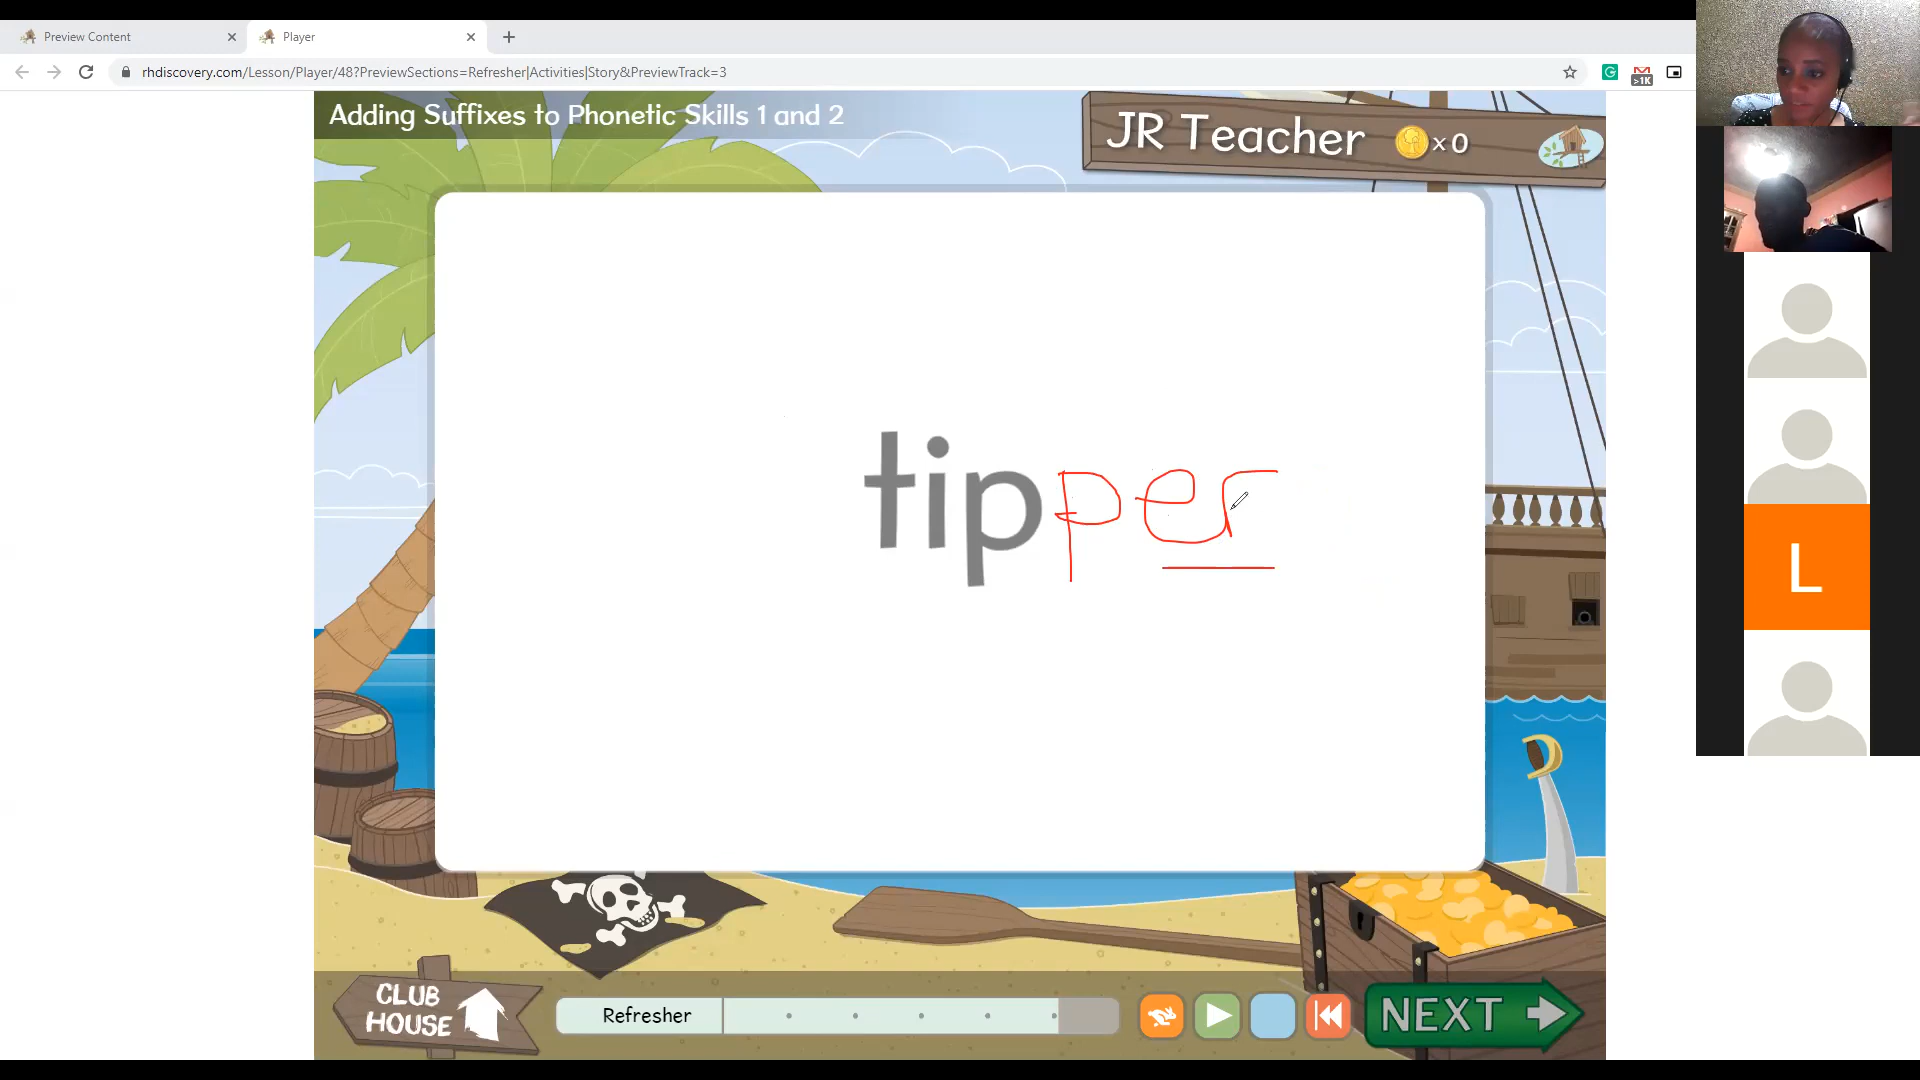 Preview Content
Player
rhdiscovery.com/Lesson/Player/48?PreviewSections=Refresher|Activities|Story&PreviewTrack=3
>1K
Adding Suffixes to Phonetic Skills 1 and 2
JR Teacher x 0
tipper
L
CLUB HOUSE
Refresher
NEXT